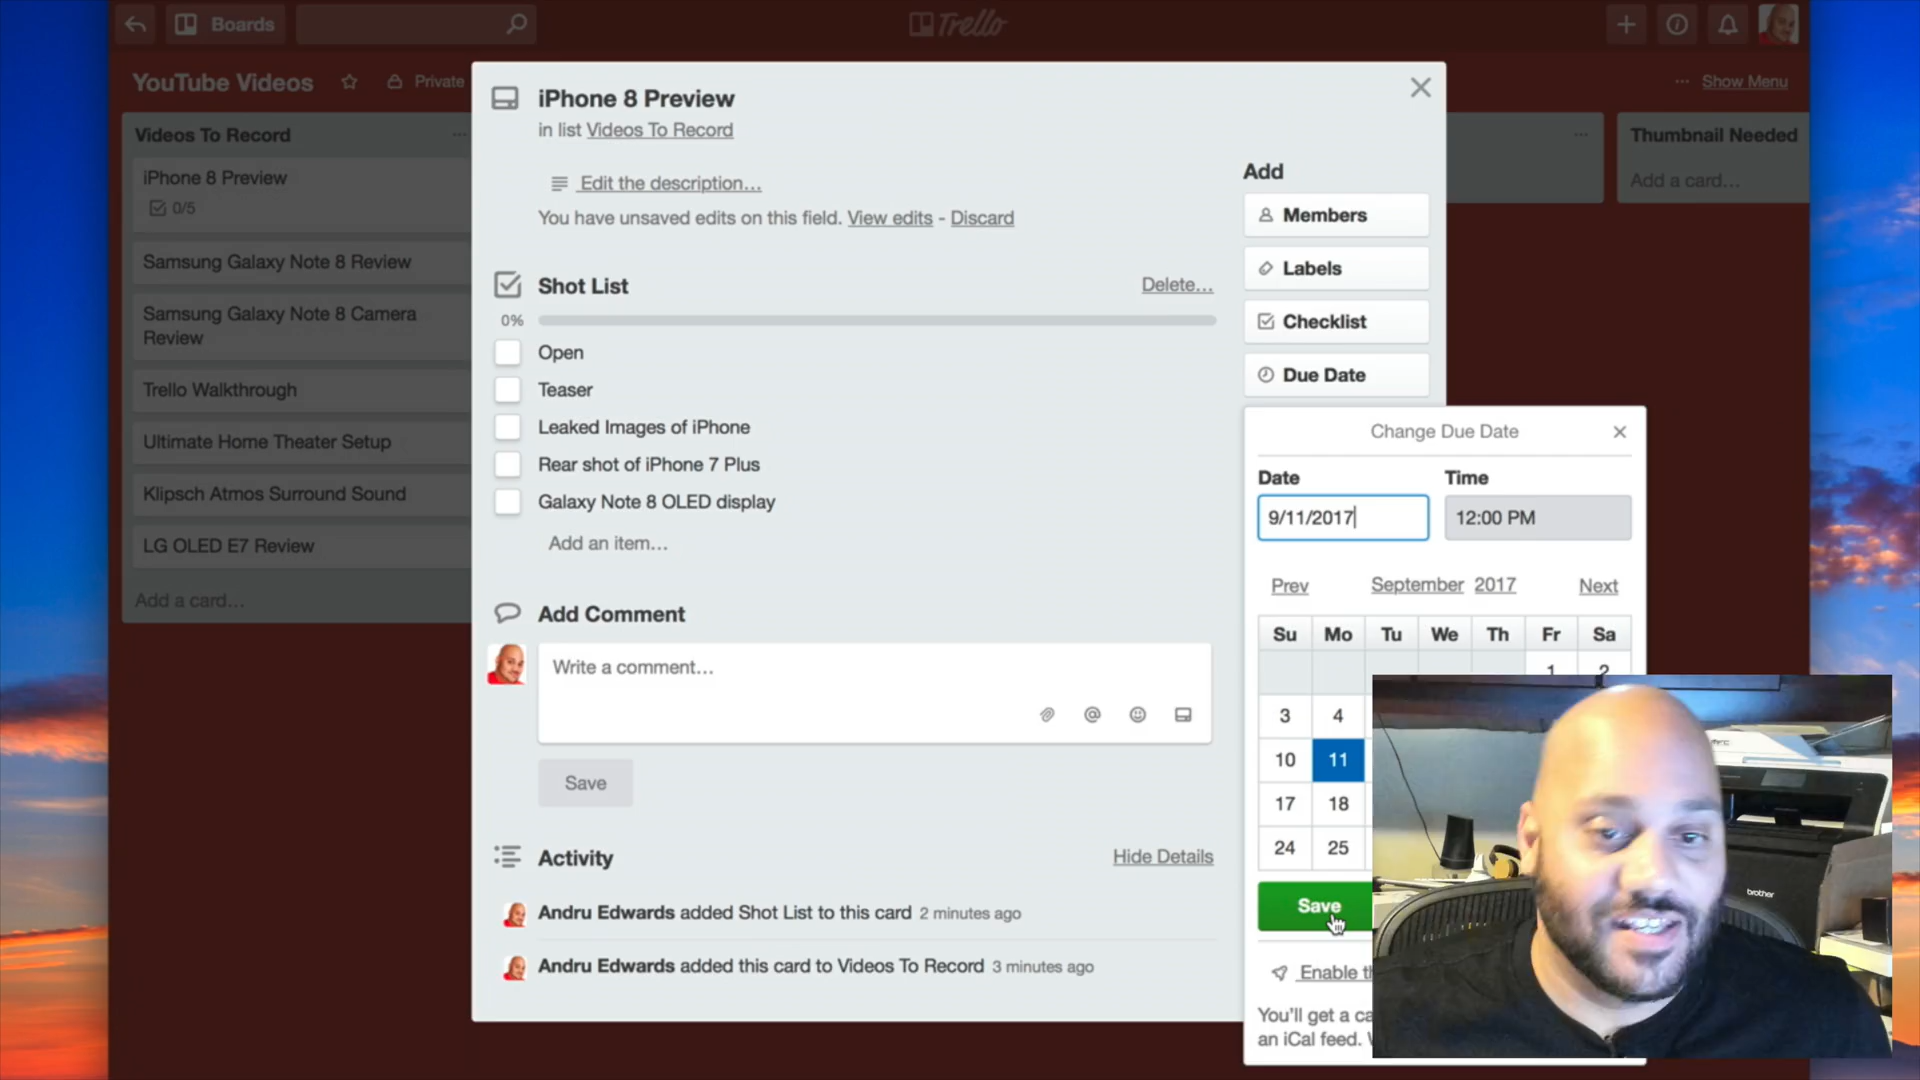 Boards
Trello
YouTube Videos
Private
Show Menu
Videos To Record
iPhone 8 Preview
0/5
Samsung Galaxy Note 8 Review
Samsung Galaxy Note 8 Camera
Review
Trello Walkthrough
Ultimate Home Theater Setup
Klipsch Atmos Surround Sound
LG OLED E7 Review
Add a card…
iPhone 8 Preview
in list Videos To Record
Edit the description…
You have unsaved edits on this field. View edits - Discard
Shot List
Delete…
0%
Open
Teaser
Leaked Images of iPhone
Rear shot of iPhone 7 Plus
Galaxy Note 8 OLED display
Add an item…
Add Comment
Write a comment…
Save
Activity
Hide Details
Andru Edwards added Shot List to this card 2 minutes ago
Andru Edwards added this card to Videos To Record 3 minutes ago
Add
Members
Labels
Checklist
Due Date
Change Due Date
Date Time
9/11/2017 12:00 PM
Prev September 2017 Next
Su Mo Tu We Th Fr Sa
1 2
3 4
10 11
17 18
24 25
Save
Enable
You'll get a
an iCal feed.
Thumbnail Needed
Add a card…
brother